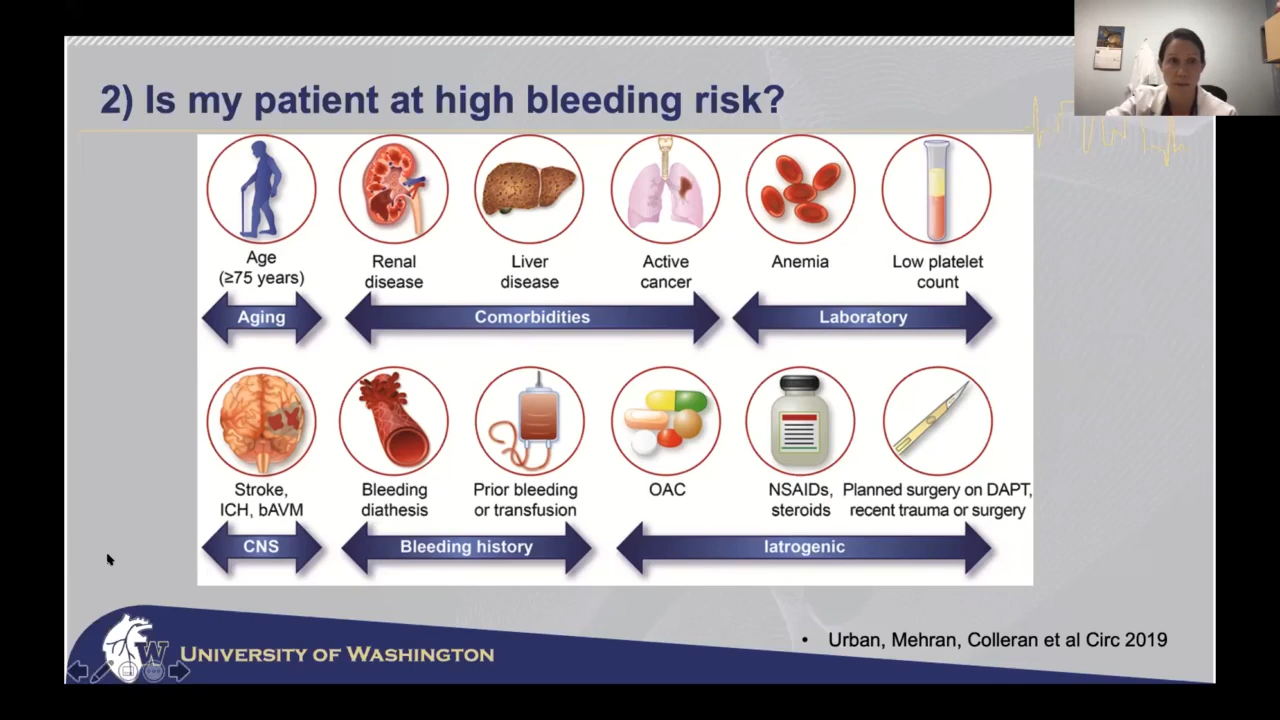 2) Is my patient at high bleeding risk?
Age
(≥75 years)
Renal
disease
Liver
disease
Active
cancer
Anemia
Low platelet
count
Aging
Comorbidities
Laboratory
Stroke,
ICH, bAVM
Bleeding
diathesis
Prior bleeding
or transfusion
OAC
NSAIDs,
steroids
Planned surgery on DAPT,
recent trauma or surgery
CNS
Bleeding history
Iatrogenic
• Urban, Mehran, Colleran et al Circ 2019
W
UNIVERSITY OF WASHINGTON